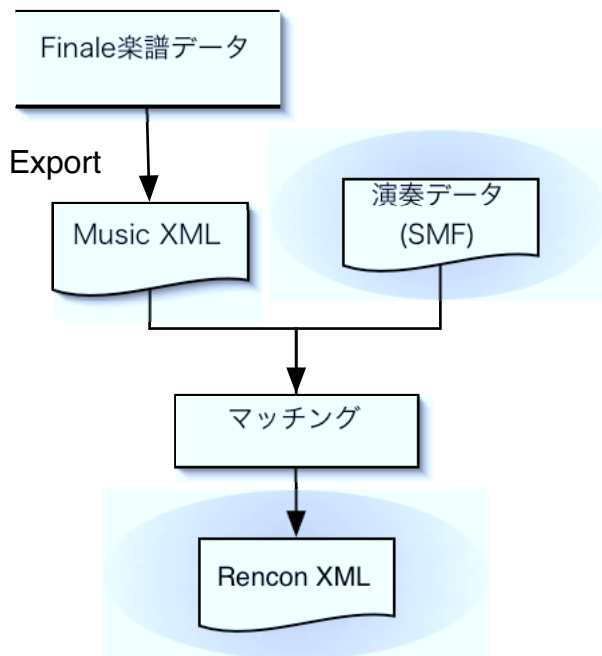 Finale楽譜データ
Export
Music XML
演奏データ
(SMF)
マッチング
Rencon XML